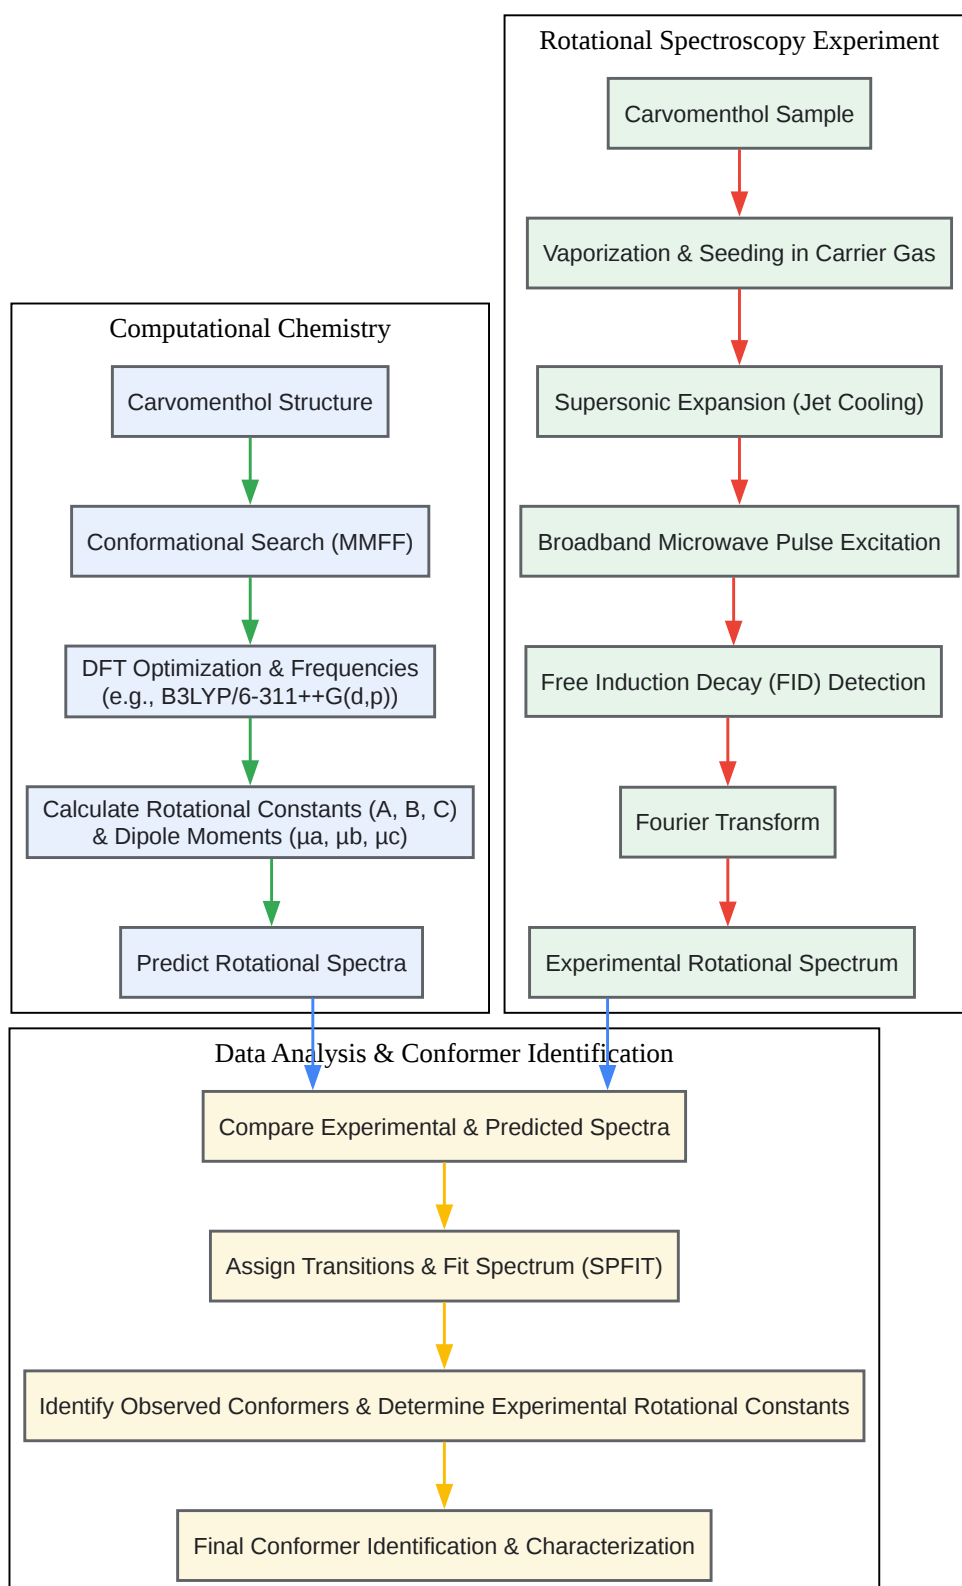 Rotational Spectroscopy Experiment
Carvomenthol Sample
Vaporization & Seeding in Carrier Gas
Supersonic Expansion (Jet Cooling)
Broadband Microwave Pulse Excitation
Free Induction Decay (FID) Detection
Fourier Transform
Experimental Rotational Spectrum
Computational Chemistry
Carvomenthol Structure
Conformational Search (MMFF)
DFT Optimization & Frequencies
(e.g., B3LYP/6-311++G(d,p))
Calculate Rotational Constants (A, B, C)
& Dipole Moments (μa, μb, μc)
Predict Rotational Spectra
Data Analysis & Conformer Identification
Compare Experimental & Predicted Spectra
Assign Transitions & Fit Spectrum (SPFIT)
Identify Observed Conformers & Determine Experimental Rotational Constants
Final Conformer Identification & Characterization